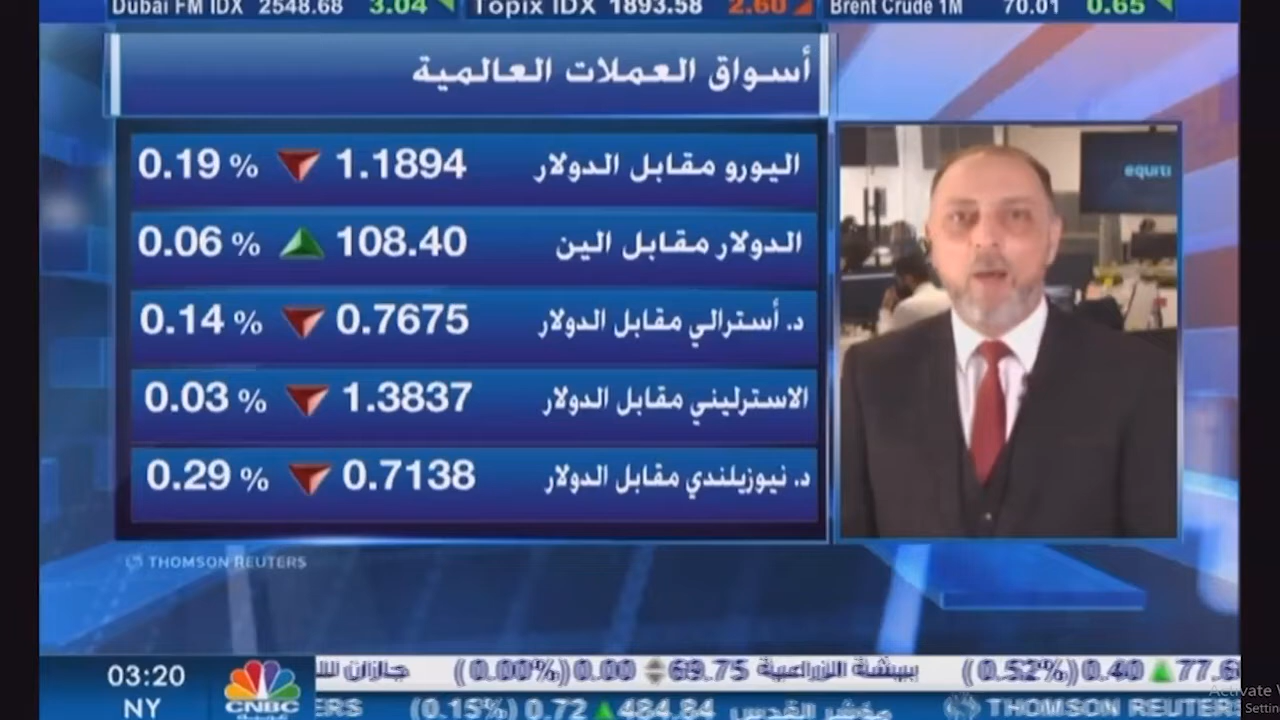 Dubai FM IDX 2548.68 3.04 Topix IDX 1893.58 2.60 Brent Crude 1M 70.01 0.65
أسواق العملات العالمية
اليورو مقابل الدولار 1.1894 0.19 %
الدولار مقابل الين 108.40 0.06 %
د. أسترالي مقابل الدولار 0.7675 0.14 %
الاسترليني مقابل الدولار 1.3837 0.03 %
د. نيوزيلندي مقابل الدولار 0.7138 0.29 %
equiti
THOMSON REUTERS
03:20
NY
CNBC
عربية
77.6 0.40 (0.52%) بيشة الزراعية 69.75 0.00 (0.00%) جازان
THOMSON REUTERS مؤشر القدس 484.84 (0.15%)
Activate